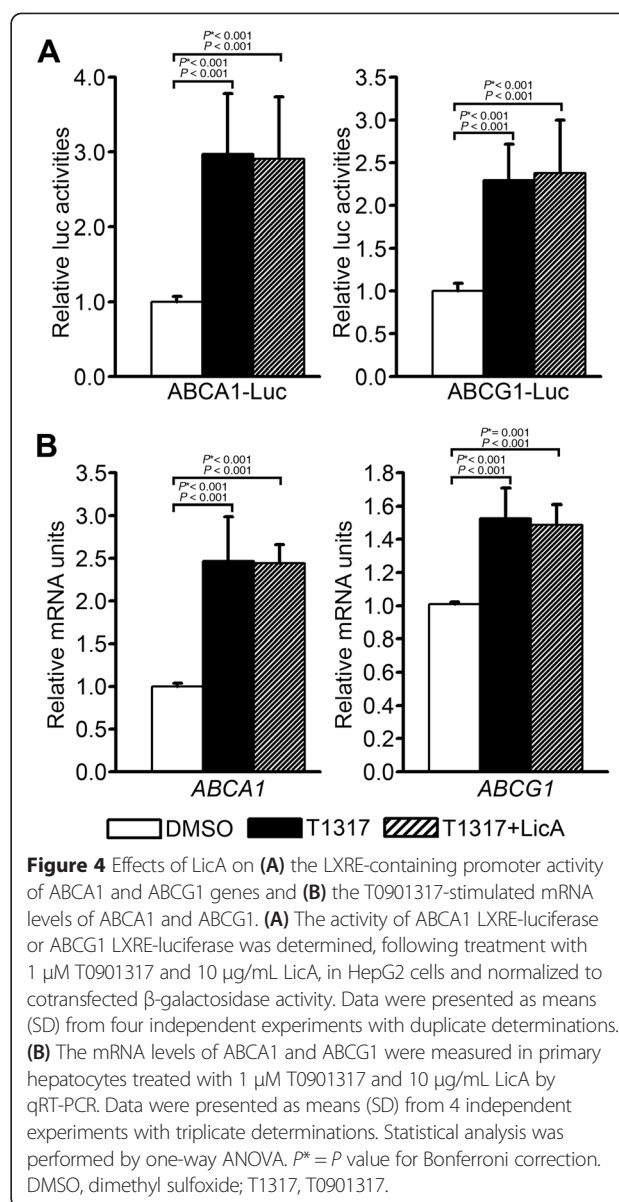 A
P*< 0.001
P< 0.001
P*< 0.001
P< 0.001
4.0
3.0
2.0
1.0
0.0
Relative luc activities
ABCA1-Luc
P*< 0.001
P< 0.001
P*< 0.001
P< 0.001
3.5
3.0
2.5
2.0
1.5
1.0
0.5
0.0
Relative luc activities
ABCG1-Luc
B
P*< 0.001
P< 0.001
P*< 0.001
P< 0.001
3.5
3.0
2.5
2.0
1.5
1.0
0.5
0.0
Relative mRNA units
ABCA1
P*= 0.001
P< 0.001
P*< 0.001
P< 0.001
1.8
1.6
1.4
1.2
1.0
0.8
0.6
0.4
0.2
0.0
Relative mRNA units
ABCG1
DMSO T1317 T1317+LicA
Figure 4 Effects of LicA on (A) the LXRE-containing promoter activity
of ABCA1 and ABCG1 genes and (B) the T0901317-stimulated mRNA
levels of ABCA1 and ABCG1. (A) The activity of ABCA1 LXRE-luciferase
or ABCG1 LXRE-luciferase was determined, following treatment with
1 μM T0901317 and 10 μg/mL LicA, in HepG2 cells and normalized to
cotransfected β-galactosidase activity. Data were presented as means
(SD) from four independent experiments with duplicate determinations.
(B) The mRNA levels of ABCA1 and ABCG1 were measured in primary
hepatocytes treated with 1 μM T0901317 and 10 μg/mL LicA by
qRT-PCR. Data were presented as means (SD) from 4 independent
experiments with triplicate determinations. Statistical analysis was
performed by one-way ANOVA. P* = P value for Bonferroni correction.
DMSO, dimethyl sulfoxide; T1317, T0901317.